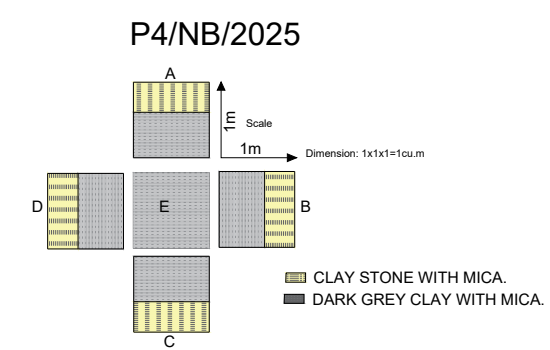 P4/NB/2025
A
1m
Scale
1m
Dimension: 1x1x1=1cu.m
D
E
B
CLAY STONE WITH MICA.
DARK GREY CLAY WITH MICA.
C